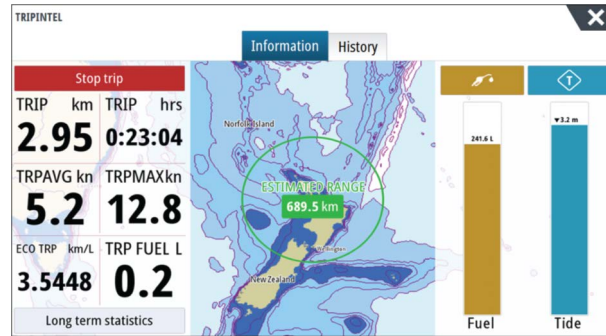 TRIPINTEL
X
Information History
Stop trip
TRIP km TRIP hrs
2.95 0:23:04
TRPAVG kn TRPMAX kn
5.2 12.8
ECO TRP km/L TRP FUEL L
3.5448 0.2
Long term statistics
Norfolk Island
ESTIMATED RANGE
689.5 km
New Zealand
T
241.6 L
▼3.2 m
Fuel Tide